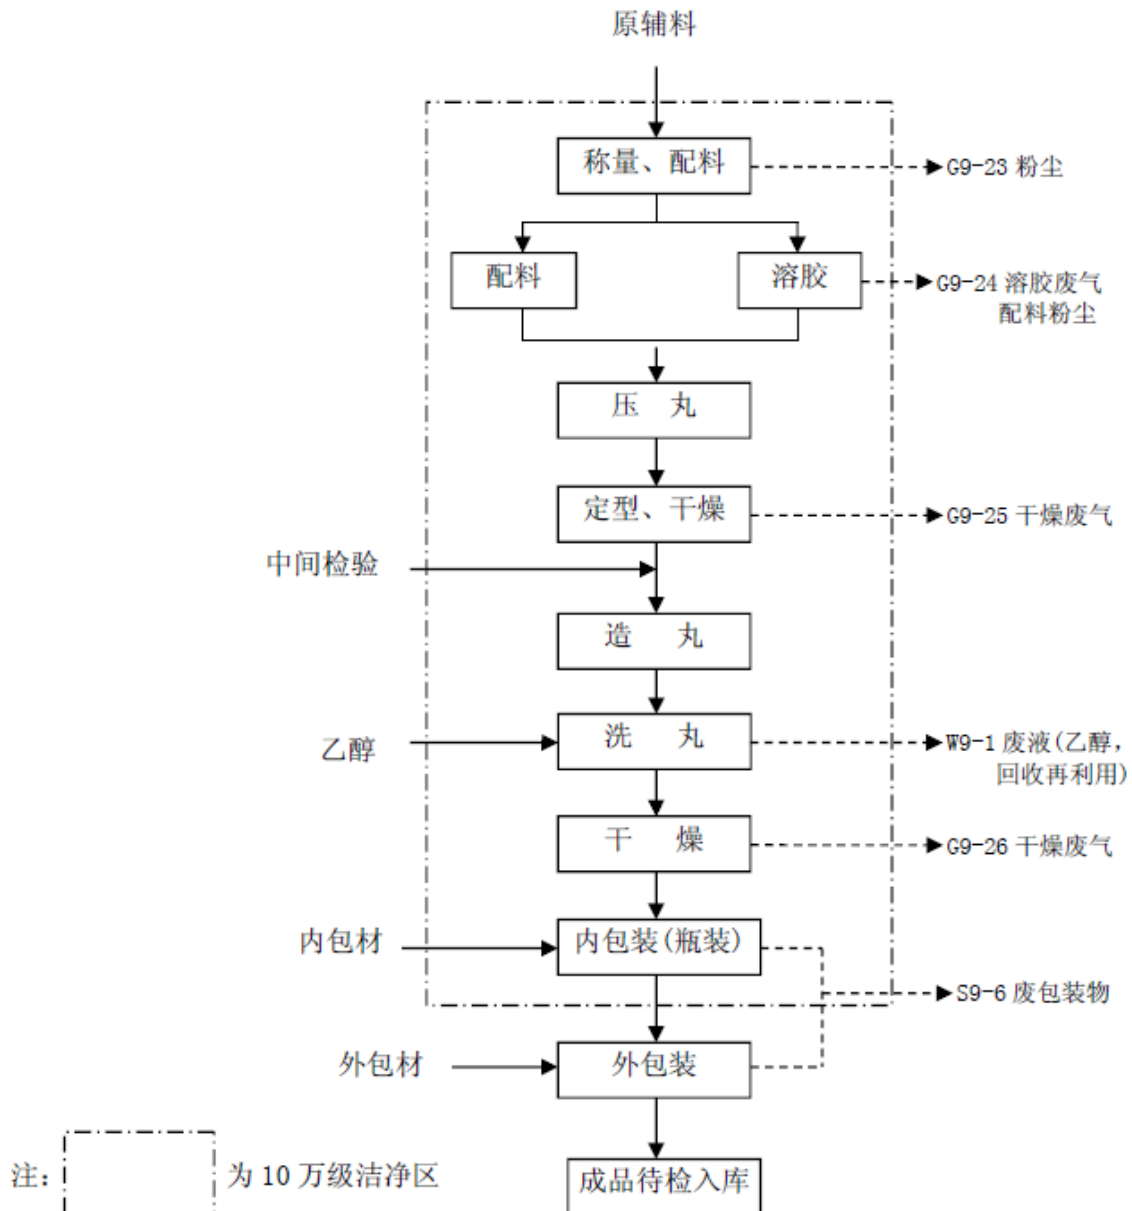 原辅料
称量、配料
G9-23 粉尘
配料
溶胶
G9-24 溶胶废气
配料粉尘
压 丸
定型、干燥
G9-25 干燥废气
中间检验
造 丸
乙醇
洗 丸
W9-1 废液(乙醇，
回收再利用)
干 燥
G9-26 干燥废气
内包材
内包装(瓶装)
S9-6 废包装物
外包材
外包装
注：
为 10 万级洁净区
成品待检入库